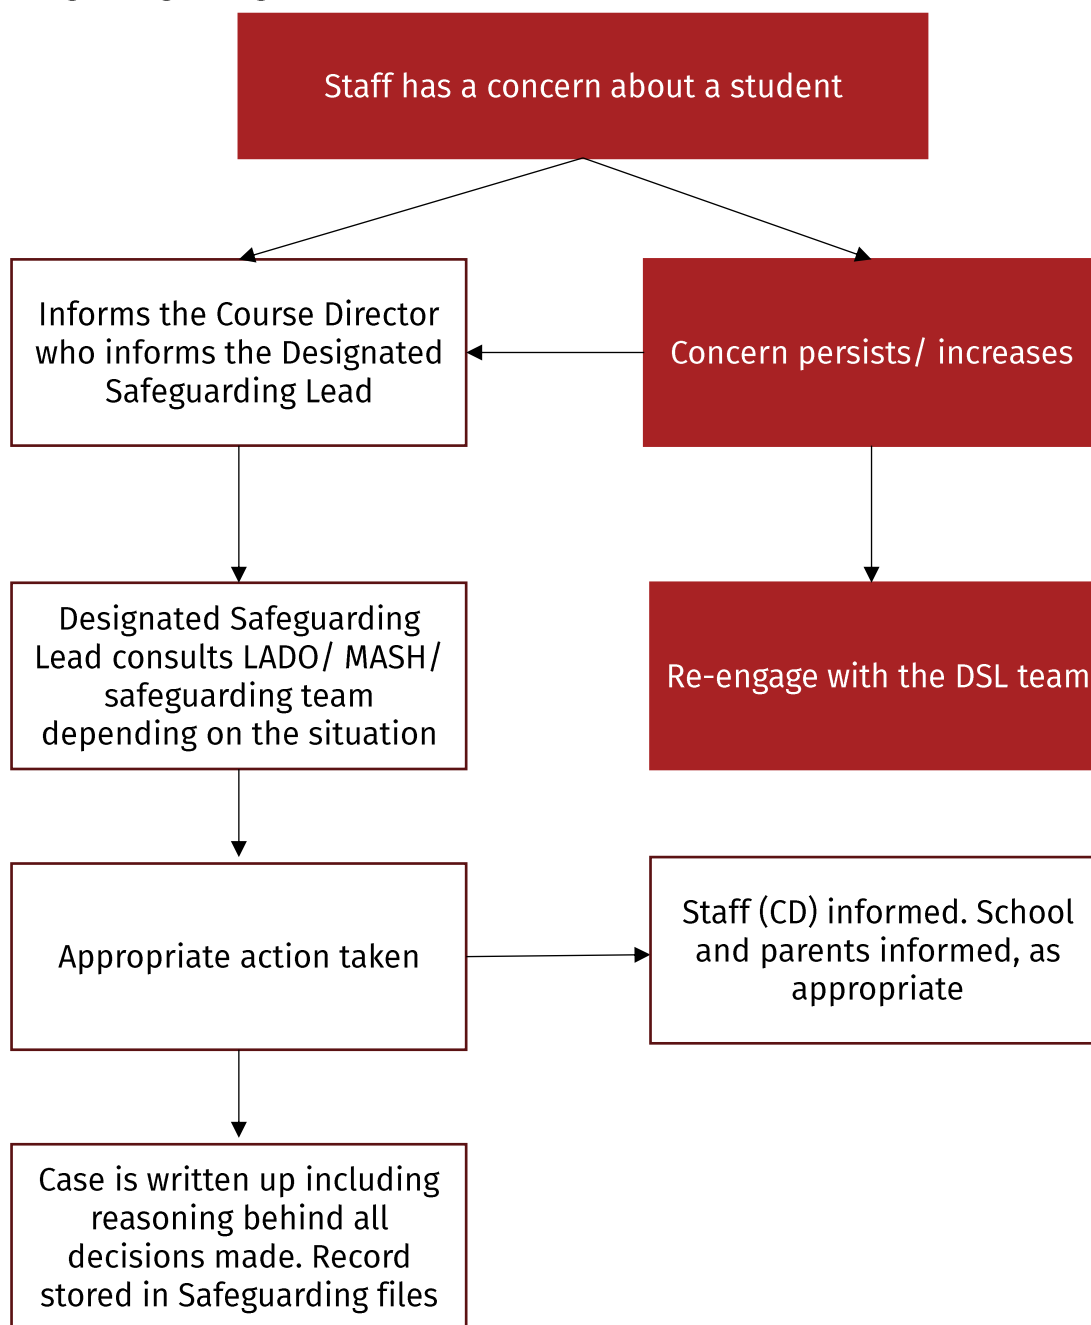 Staff has a concern about a student
Informs the Course Director
who informs the Designated
Safeguarding Lead
Concern persists/ increases
Designated Safeguarding
Lead consults LADO/ MASH/
safeguarding team
depending on the situation
Re-engage with the DSL team
Appropriate action taken
Staff (CD) informed. School
and parents informed, as
appropriate
Case is written up including
reasoning behind all
decisions made. Record
stored in Safeguarding files